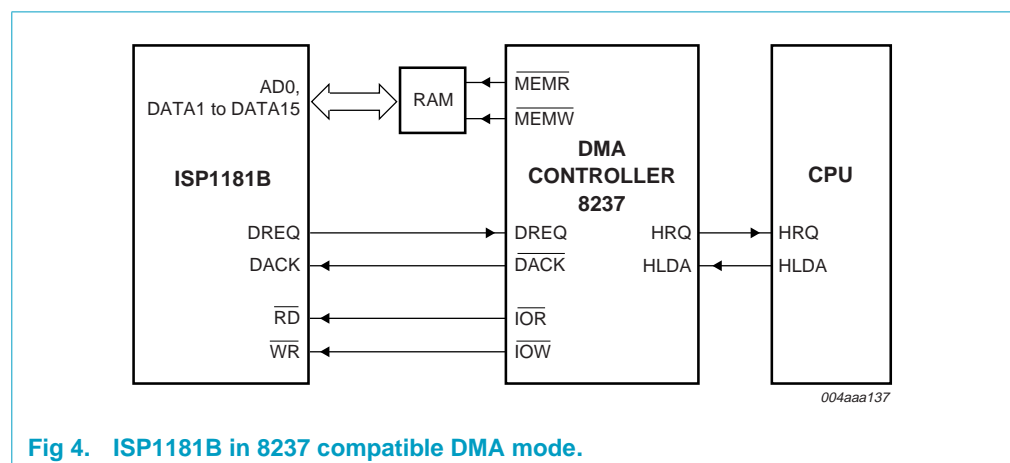 AD0,
DATA1 to DATA15
RAM
MEMR
MEMW
DMA
CONTROLLER
8237
ISP1181B
CPU
DREQ
DREQ
HRQ
HRQ
DACK
DACK
HLDA
HLDA
RD
IOR
WR
IOW
004aaa137
Fig 4. ISP1181B in 8237 compatible DMA mode.